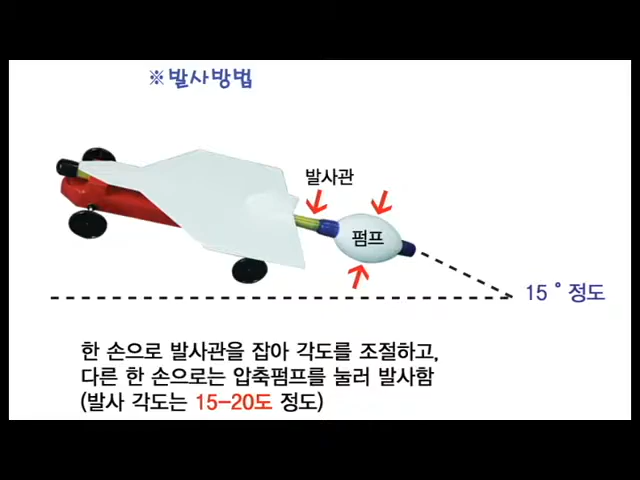 ※발사방법
발사관
펌프
15° 정도
한 손으로 발사관을 잡아 각도를 조절하고,
다른 한 손으로는 압축펌프를 눌러 발사함
(발사 각도는 15-20도 정도)